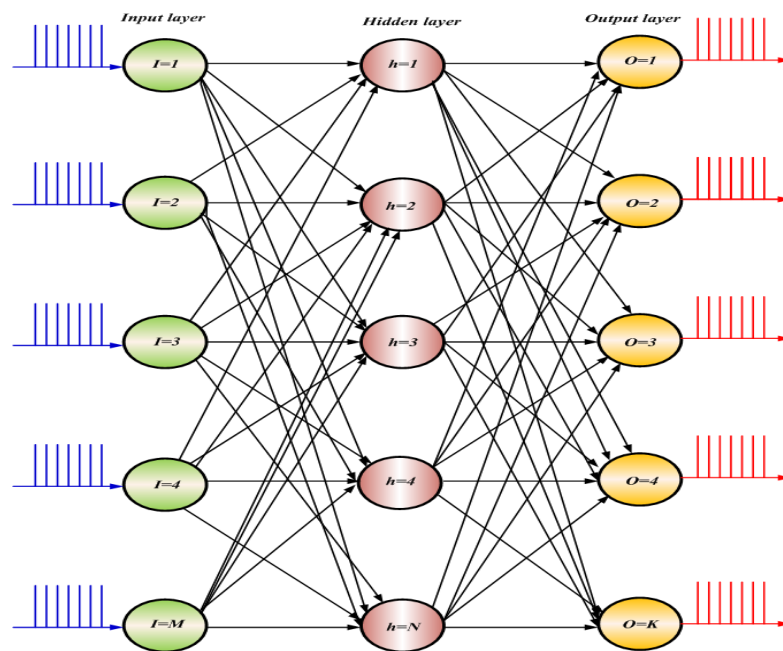 Input layer
Hidden layer
Output layer
I=1
h=1
O=1
I=2
h=2
O=2
I=3
h=3
O=3
I=4
h=4
O=4
I=M
h=N
O=K